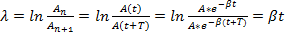 λ = ln A_n / A_{n+1} = ln A(t) / A(t+T) = ln A*e^{-βt} / A*e^{-β(t+T)} = βt